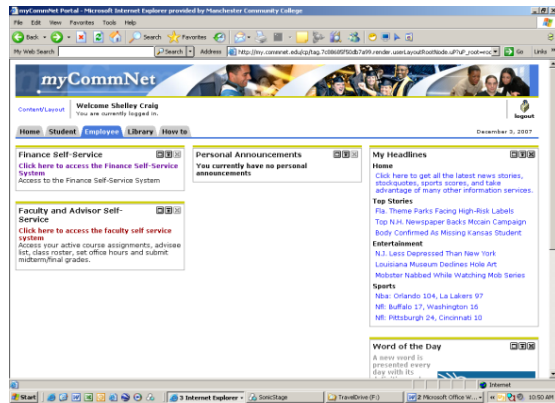 myCommNet Portal - Microsoft Internet Explorer provided by Manchester Community College
File Edit View Favorites Tools Help
Back Search Favorites
My Web Search Search Address Go Links
myCommNet
Content/Layout
Welcome Shelley Craig
You are currently logged in.
logout
Home Student Employee Library How to
December 3, 2007
Finance Self-Service
Click here to access the Finance Self-Service
System
Access to the Finance Self-Service System
Faculty and Advisor Self-
Service
Click here to access the faculty self service
system
Access your active course assignments, advisee
list, class roster, set office hours and submit
midterm/final grades.
Personal Announcements
You currently have no personal
announcements
My Headlines
Click here to get all the latest news stories,
stockquotes, sports scores, and take
advantage of many other information services.
Top Stories
Fla. Theme Parks Facing High-Risk Labels
Top N.H. Newspaper Backs Mccain Campaign
Body Confirmed As Missing Kansas Student
Entertainment
N.J. Less Depressed Than New York
Louisiana Museum Declines Hole Art
Mobster Nabbed While Watching Mob Series
Sports
Nba: Orlando 104, La Lakers 97
Nfl: Buffalo 17, Washington 16
Nfl: Pittsburgh 24, Cincinnati 10
Word of the Day
A new word is
presented every
day with its
Internet
Start 3 Internet Explorer SonicStage TravelDrive (F:) 2 Microsoft Office W... 10:50 AM